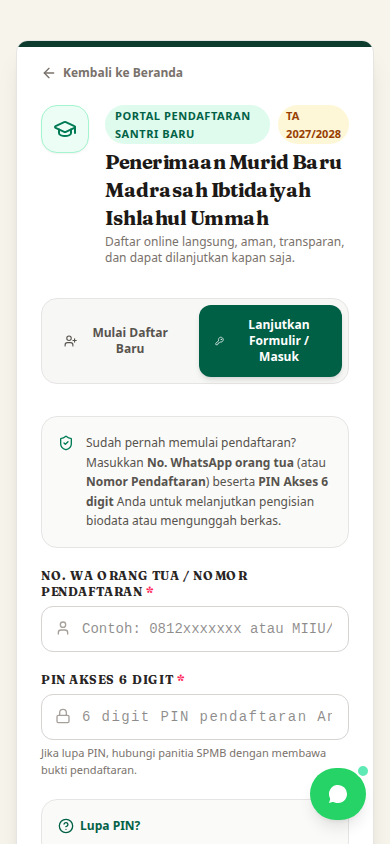 Kembali ke Beranda
PORTAL PENDAFTARAN
SANTRI BARU
TA
2027/2028
Penerimaan Murid Baru
Madrasah Ibtidaiyah
Ishlahul Ummah
Daftar online langsung, aman, transparan,
dan dapat dilanjutkan kapan saja.
Mulai Daftar
Baru
Lanjutkan
Formulir /
Masuk
Sudah pernah memulai pendaftaran?
Masukkan No. WhatsApp orang tua (atau
Nomor Pendaftaran) beserta PIN Akses 6
digit Anda untuk melanjutkan pengisian
biodata atau mengunggah berkas.
NO. WA ORANG TUA / NOMOR
PENDAFTARAN *
Contoh: 0812xxxxxxx atau MIIU/
PIN AKSES 6 DIGIT *
6 digit PIN pendaftaran An
Jika lupa PIN, hubungi panitia SPMB dengan membawa
bukti pendaftaran.
Lupa PIN?